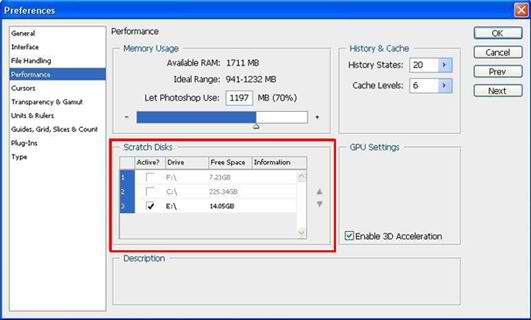 Preferences
General
Interface
File Handling
Performance
Cursors
Transparency & Gamut
Units & Rulers
Guides, Grid, Slices & Count
Plug-Ins
Type
Performance
Memory Usage
Available RAM: 1711 MB
Ideal Range: 941-1232 MB
Let Photoshop Use: 1197 MB (70%)
- +
History & Cache
History States: 20
Cache Levels: 6
OK
Cancel
Prev
Next
Scratch Disks
Active? Drive Free Space Information
1 F:\ 7.23GB
2 C:\ 225.34GB
3 E:\ 14.05GB
GPU Settings
Enable 3D Acceleration
Description